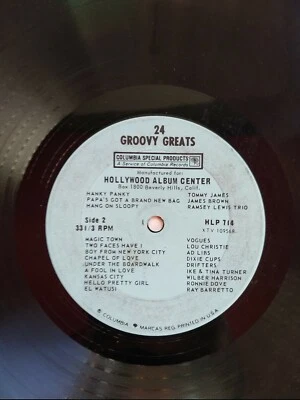 24
GROOVY GREATS
COLUMBIA SPECIAL PRODUCTS
A Service of Columbia Records
Manufactured for:
HOLLYWOOD ALBUM CENTER
Box 1800 Beverly Hills, Calif.
HANKY PANKY TOMMY JAMES
PAPA'S GOT A BRAND NEW BAG JAMES BROWN
HANG ON SLOOPY RAMSEY LEWIS TRIO
Side 2 HLP 716
33 1/3 RPM XTV 109568
MAGIC TOWN VOGUES
TWO FACES HAVE I LOU CHRISTIE
BOY FROM NEW YORK CITY AD LIBS
CHAPEL OF LOVE DIXIE CUPS
UNDER THE BOARDWALK DRIFTERS
A FOOL IN LOVE IKE & TINA TURNER
KANSAS CITY WILBER HARRISON
HELLO PRETTY GIRL RONNIE DOVE
EL WATUSI RAY BARRETTO
® COLUMBIA MARCAS REG. PRINTED IN U.S.A.